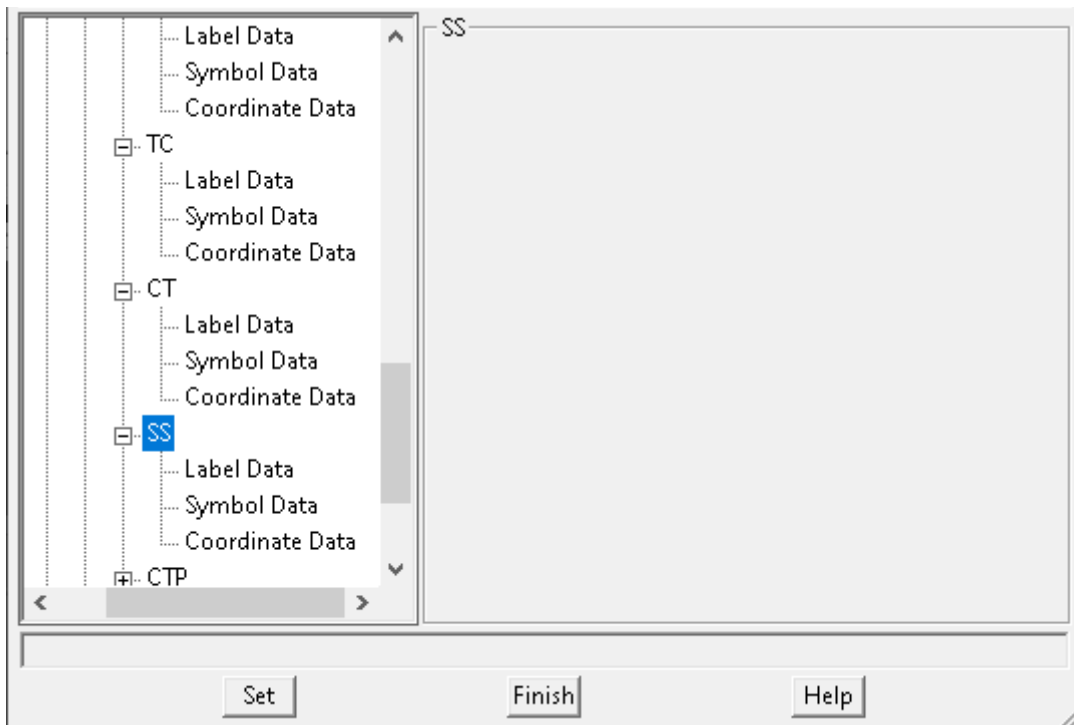 Label Data
Symbol Data
Coordinate Data
TC
Label Data
Symbol Data
Coordinate Data
CT
Label Data
Symbol Data
Coordinate Data
SS
Label Data
Symbol Data
Coordinate Data
CTP
SS
Set
Finish
Help